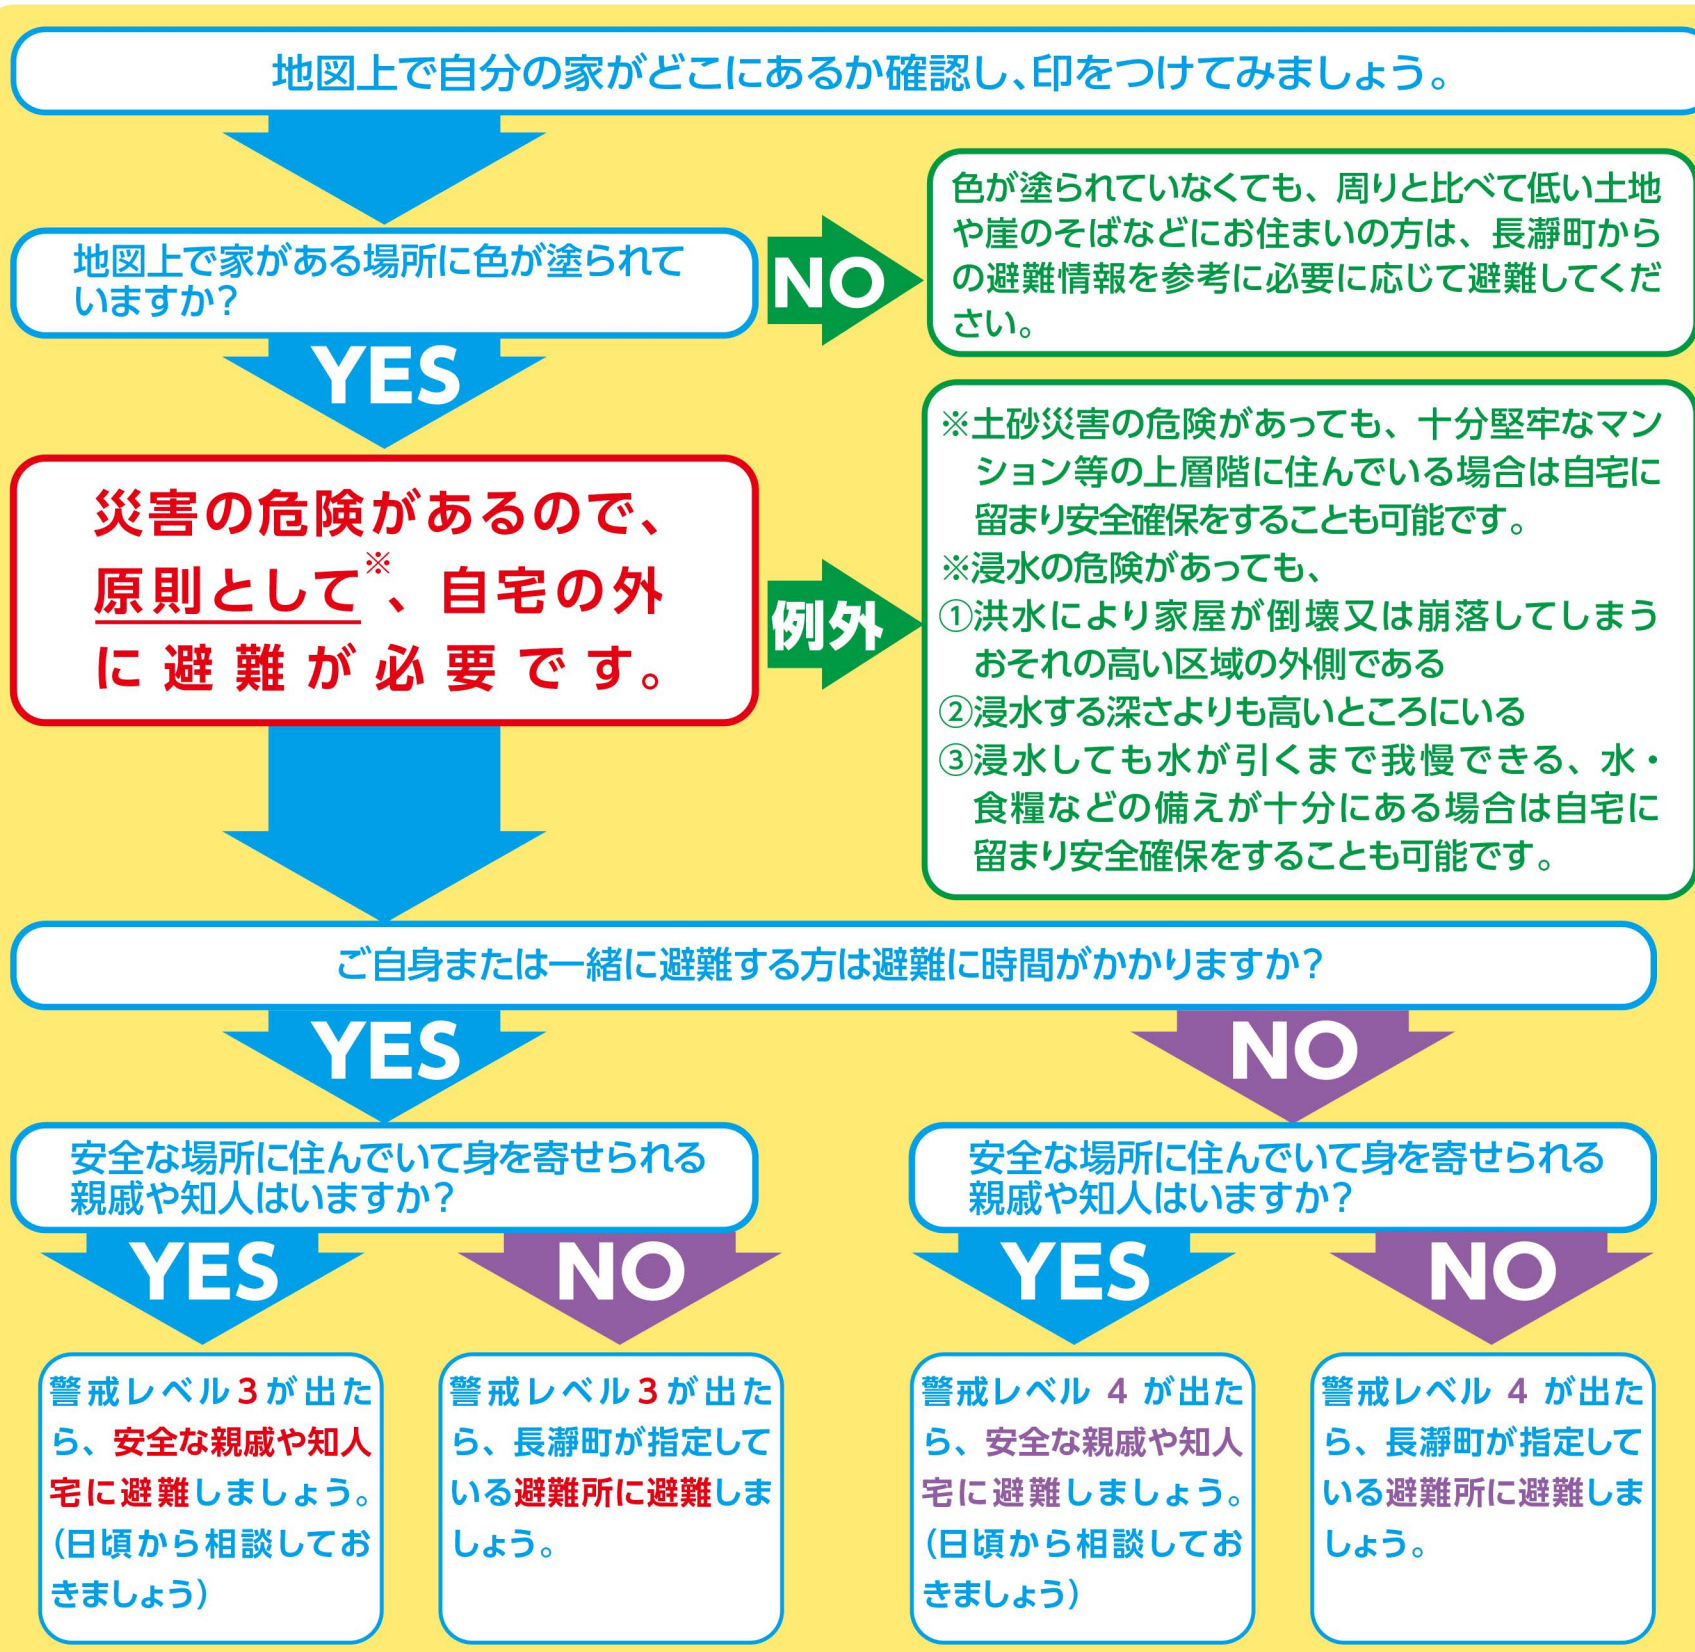 地図上で自分の家がどこにあるか確認し、印をつけてみましょう。
地図上で家がある場所に色が塗られて
いますか?
NO
色が塗られていなくても、周りと比べて低い土地
や崖のそばなどにお住まいの方は、長瀞町から
の避難情報を参考に必要に応じて避難してくだ
さい。
YES
災害の危険があるので、
原則として※、自宅の外
に避難が必要です。
例外
※土砂災害の危険があっても、十分堅牢なマン
ション等の上層階に住んでいる場合は自宅に
留まり安全確保をすることも可能です。
※浸水の危険があっても、
①洪水により家屋が倒壊又は崩落してしまう
おそれの高い区域の外側である
②浸水する深さよりも高いところにいる
③浸水しても水が引くまで我慢できる、水・
食糧などの備えが十分にある場合は自宅に
留まり安全確保をすることも可能です。
ご自身または一緒に避難する方は避難に時間がかかりますか?
YES
NO
安全な場所に住んでいて身を寄せられる
親戚や知人はいますか?
安全な場所に住んでいて身を寄せられる
親戚や知人はいますか?
YES
NO
YES
NO
警戒レベル3が出た
ら、安全な親戚や知人
宅に避難しましょう。
(日頃から相談してお
きましょう)
警戒レベル3が出た
ら、長瀞町が指定して
いる避難所に避難しま
しょう。
警戒レベル 4 が出た
ら、安全な親戚や知人
宅に避難しましょう。
(日頃から相談してお
きましょう)
警戒レベル 4 が出た
ら、長瀞町が指定して
いる避難所に避難しま
しょう。